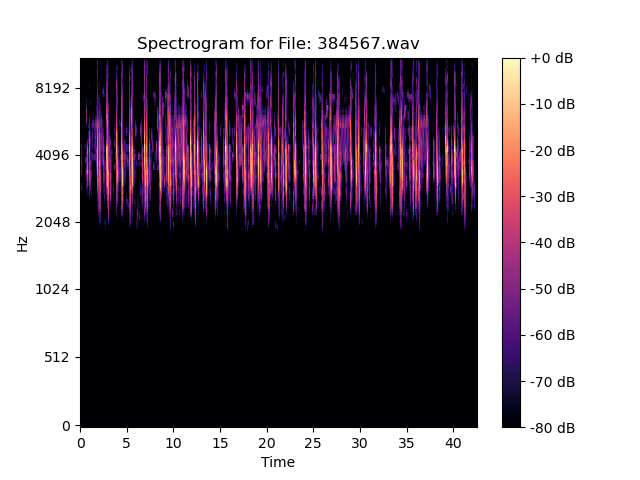 Spectrogram for File: 384567.wav
8192
4096
2048
1024
512
0
Hz
0 5 10 15 20 25 30 35 40
Time
+0 dB
-10 dB
-20 dB
-30 dB
-40 dB
-50 dB
-60 dB
-70 dB
-80 dB